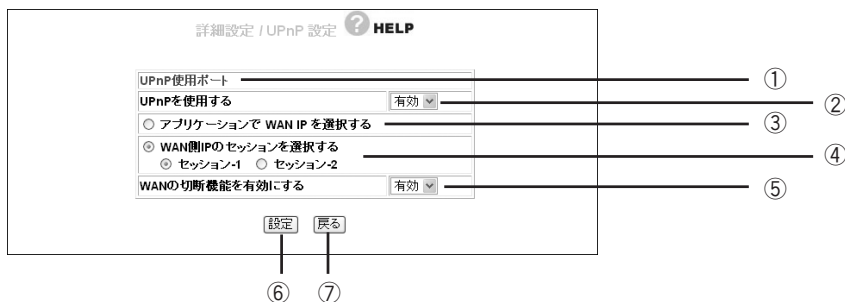 詳細設定 / UPnP 設定 ? HELP
UPnP使用ポート ①
UPnPを使用する 有効 ②
アプリケーションで WAN IP を選択する ③
WAN側IPのセッションを選択する
セッション-1 セッション-2 ④
WANの切断機能を有効にする 有効 ⑤
設定 戻る
⑥ ⑦